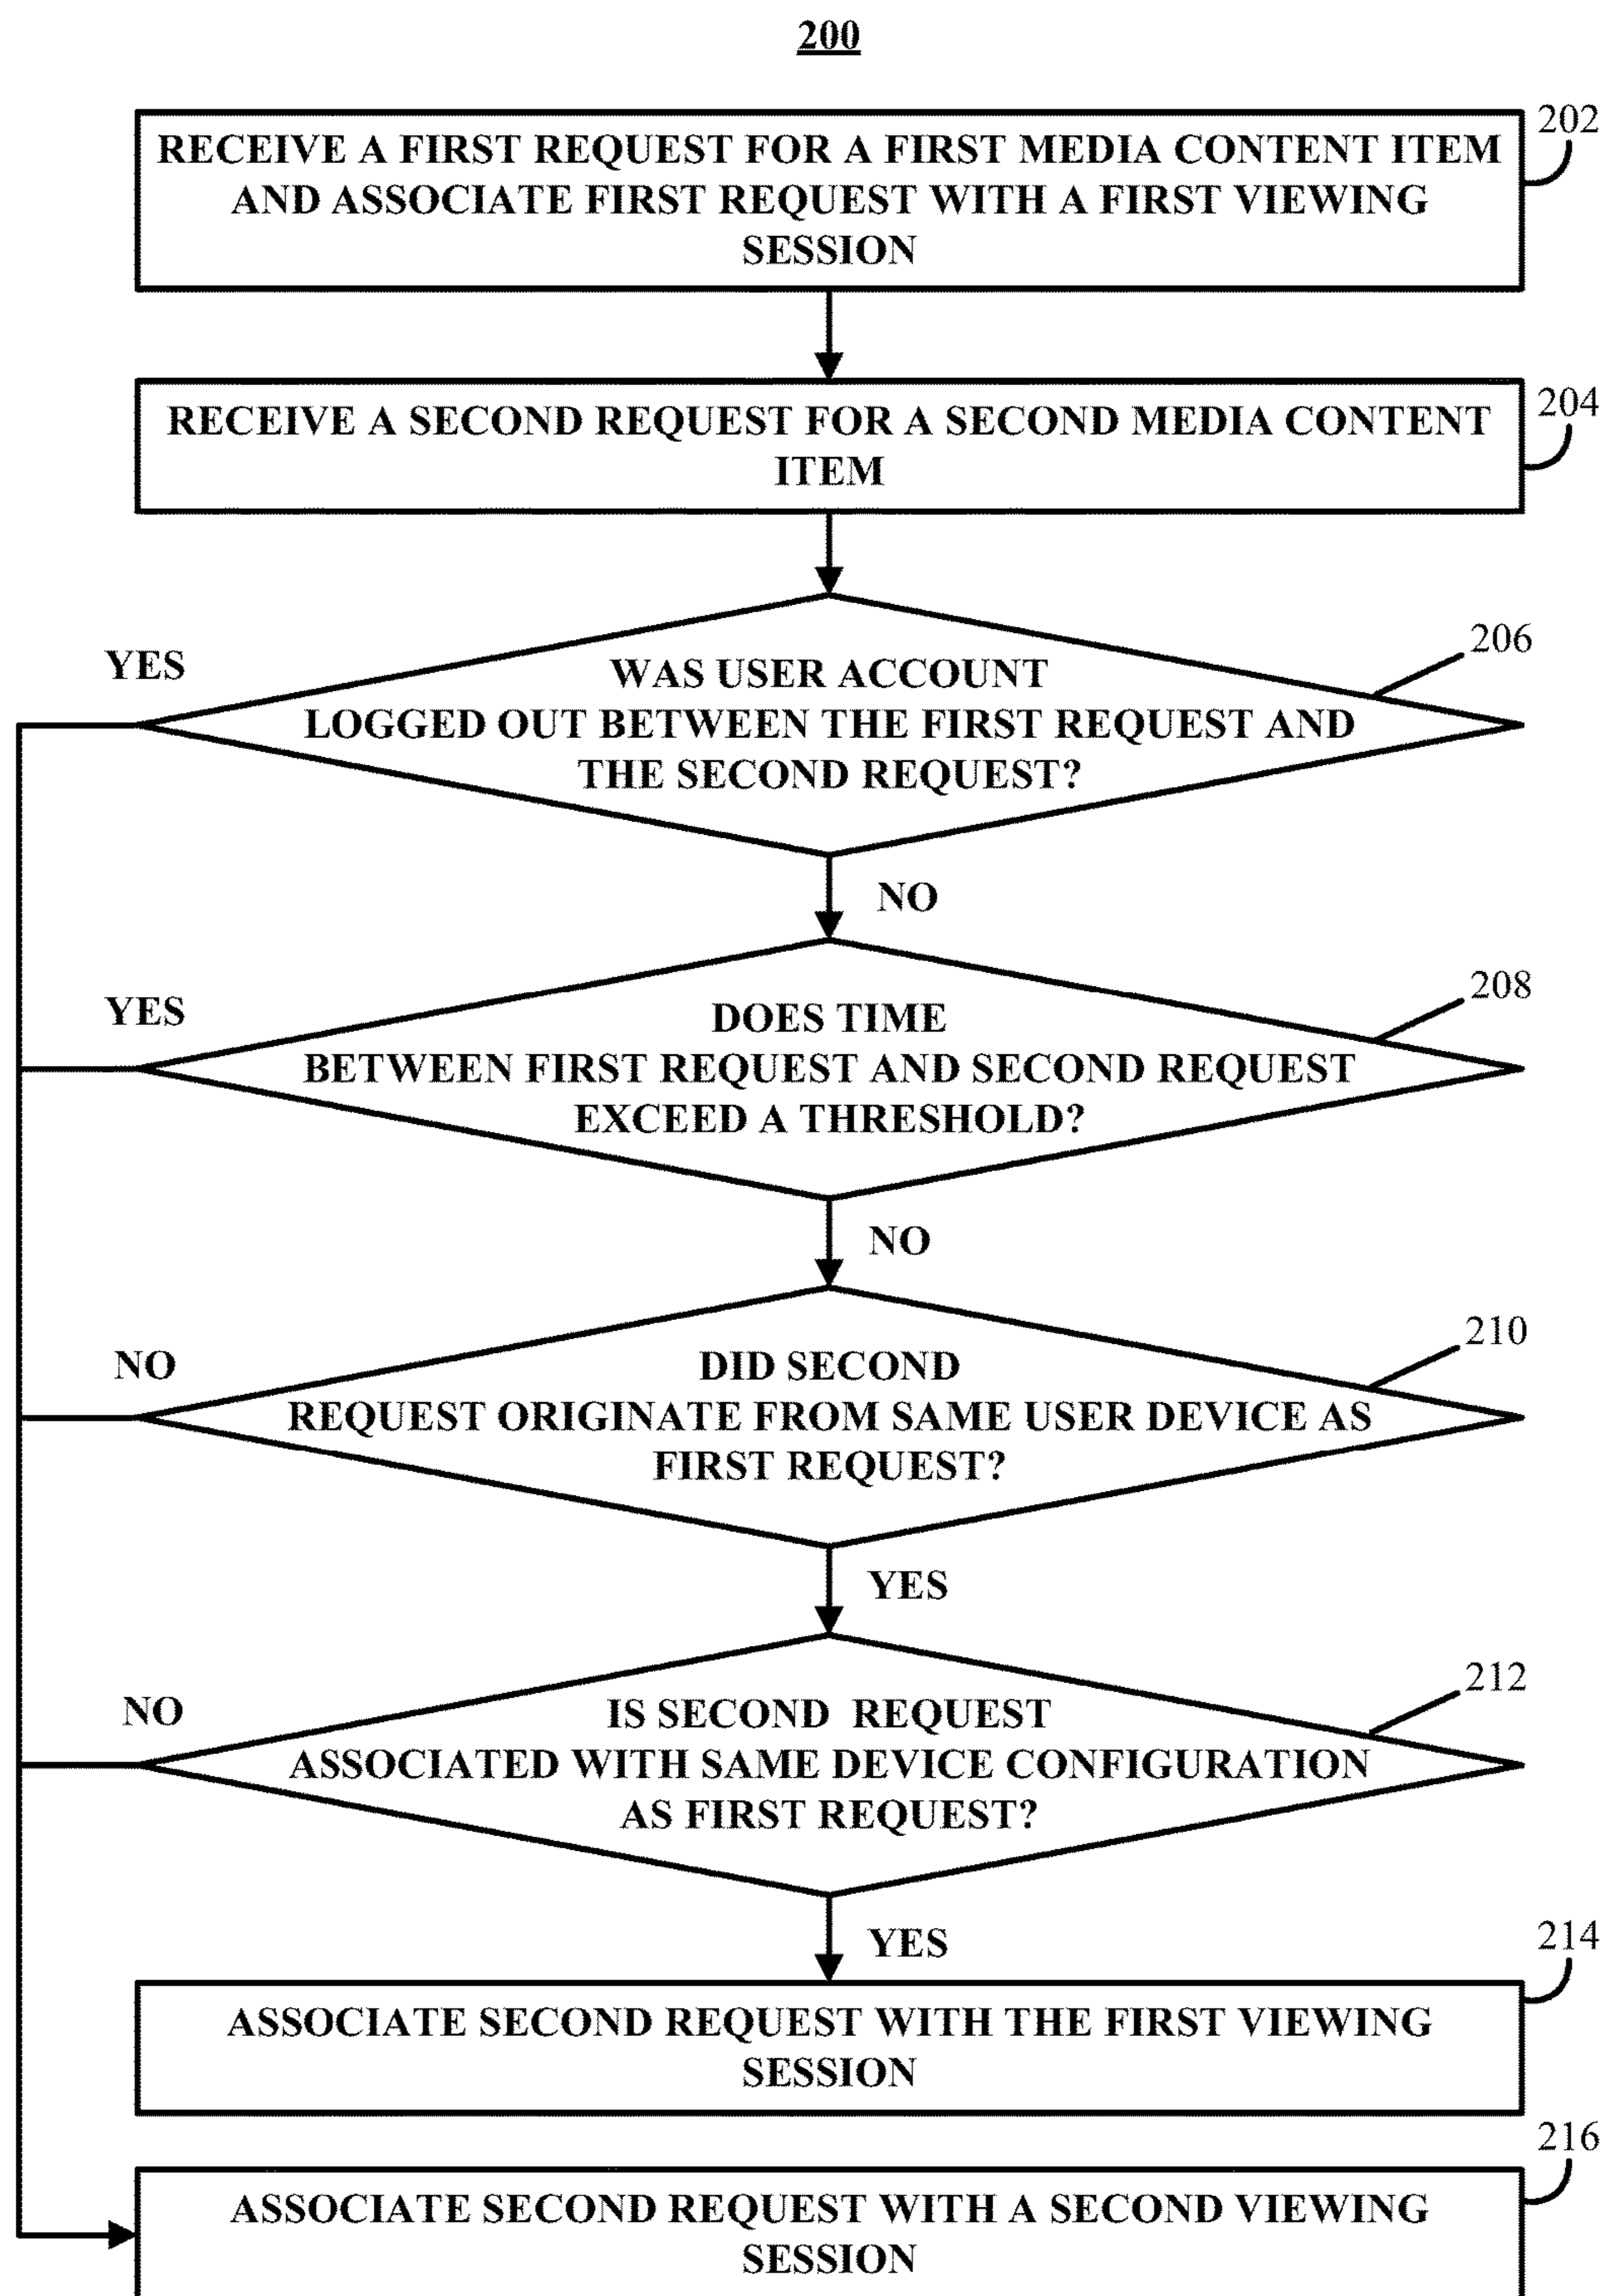 200
RECEIVE A FIRST REQUEST FOR A FIRST MEDIA CONTENT ITEM
AND ASSOCIATE FIRST REQUEST WITH A FIRST VIEWING
SESSION
202
RECEIVE A SECOND REQUEST FOR A SECOND MEDIA CONTENT
ITEM
204
YES
WAS USER ACCOUNT
LOGGED OUT BETWEEN THE FIRST REQUEST AND
THE SECOND REQUEST?
206
NO
YES
DOES TIME
BETWEEN FIRST REQUEST AND SECOND REQUEST
EXCEED A THRESHOLD?
208
NO
NO
DID SECOND
REQUEST ORIGINATE FROM SAME USER DEVICE AS
FIRST REQUEST?
210
YES
NO
IS SECOND REQUEST
ASSOCIATED WITH SAME DEVICE CONFIGURATION
AS FIRST REQUEST?
212
YES
ASSOCIATE SECOND REQUEST WITH THE FIRST VIEWING
SESSION
214
ASSOCIATE SECOND REQUEST WITH A SECOND VIEWING
SESSION
216